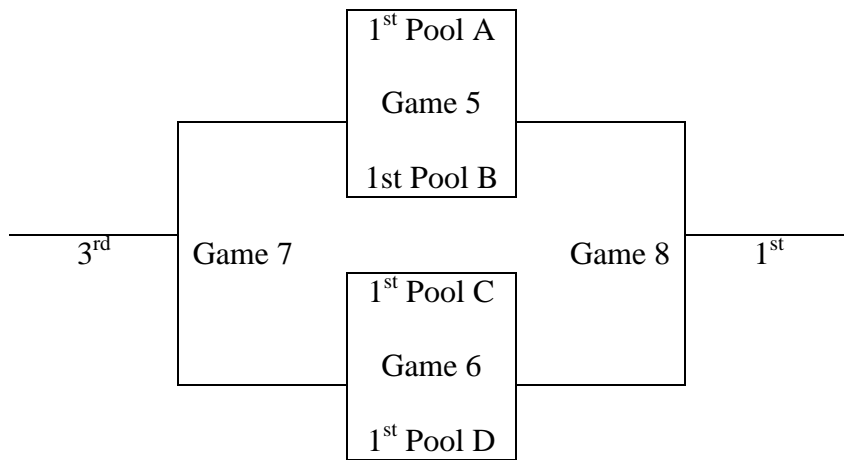 1st Pool A
Game 5
1st Pool B
3rd
Game 7
Game 8
1st
1st Pool C
Game 6
1st Pool D